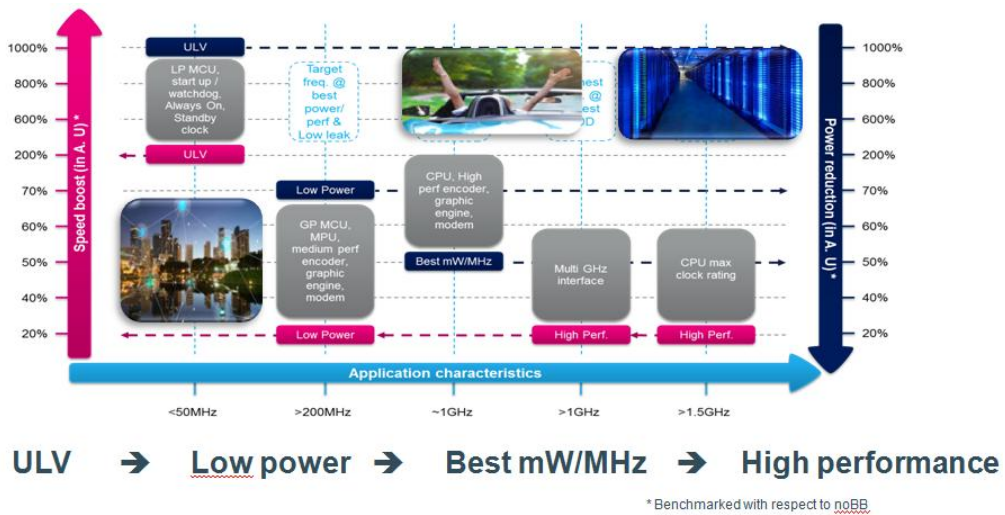 1000%
800%
600%
200%
70%
60%
50%
40%
20%
Speed boost (in A. U) *
ULV
LP MCU,
start up /
watchdog,
Always On,
Standby
clock
ULV
Target
freq. @
best
power/
perf &
Low leak
Low Power
GP MCU,
MPU,
medium perf
encoder,
graphic
engine,
modem
Low Power
CPU, High
perf encoder,
graphic
engine,
modem
Best mW/MHz
@
Multi GHz
interface
High Perf.
CPU max
clock rating
High Perf.
1000%
800%
600%
200%
70%
60%
50%
40%
20%
Power reduction (in A. U) *
Application characteristics
<50MHz >200MHz ~1GHz >1GHz >1.5GHz
ULV ➔ Low power ➔ Best mW/MHz ➔ High performance
* Benchmarked with respect to noBB